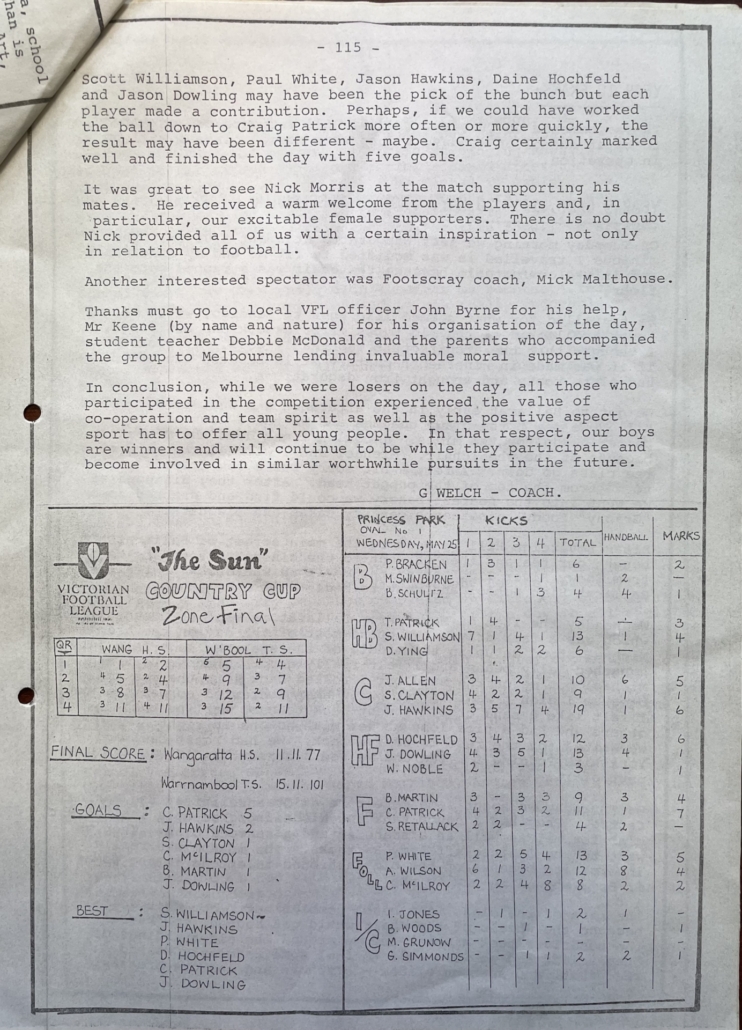 a, school
han is
Art,
- 115 -
Scott Williamson, Paul White, Jason Hawkins, Daine Hochfeld
and Jason Dowling may have been the pick of the bunch but each
player made a contribution. Perhaps, if we could have worked
the ball down to Craig Patrick more often or more quickly, the
result may have been different - maybe. Craig certainly marked
well and finished the day with five goals.
It was great to see Nick Morris at the match supporting his
mates. He received a warm welcome from the players and, in
particular, our excitable female supporters. There is no doubt
Nick provided all of us with a certain inspiration - not only
in relation to football.
Another interested spectator was Footscray coach, Mick Malthouse.
Thanks must go to local VFL officer John Byrne for his help,
Mr Keene (by name and nature) for his organisation of the day,
student teacher Debbie McDonald and the parents who accompanied
the group to Melbourne lending invaluable moral support.
In conclusion, while we were losers on the day, all those who
participated in the competition experienced the value of
co-operation and team spirit as well as the positive aspect
sport has to offer all young people. In that respect, our boys
are winners and will continue to be while they participate and
become involved in similar worthwhile pursuits in the future.
G WELCH - COACH.
VICTORIAN
FOOTBALL
LEAGUE
"The Sun"
COUNTRY CUP
Zone Final
QR WANG H.S. W'BOOL T.S.
1 1 1 2 2 5 5 4 4
2 4 5 2 4 4 9 3 7
3 3 8 3 7 3 12 2 9
4 3 11 4 11 3 15 2 11
FINAL SCORE : Wangaratta H.S. 11.11.77
Warrnambool T.S. 15.11.101
GOALS : C. PATRICK 5
J. HAWKINS 2
S. CLAYTON 1
C. McILROY 1
B. MARTIN 1
J. DOWLING 1
BEST : S. WILLIAMSON
J. HAWKINS
P. WHITE
D. HOCHFELD
C. PATRICK
J. DOWLING
PRINCESS PARK
OVAL No 1
WEDNESDAY, MAY 25
KICKS
1 2 3 4 TOTAL HANDBALL MARKS
B P. BRACKEN 1 3 1 1 6 - 2
M. SWINBURNE - - - 1 1 2 -
B. SCHULTZ - - 1 3 4 4 1
HB T. PATRICK 1 4 - - 5 - 3
S. WILLIAMSON 7 1 4 1 13 1 4
D. YING 1 1 2 2 6 - 1
C J. ALLEN 3 4 2 1 10 6 5
S. CLAYTON 4 2 2 1 9 1 1
J. HAWKINS 3 5 7 4 19 1 6
HF D. HOCHFELD 3 4 3 2 12 3 6
J. DOWLING 4 3 5 1 13 4 1
W. NOBLE 2 - - 1 3 - 1
F B. MARTIN 3 - 3 3 9 3 4
C. PATRICK 4 2 3 2 11 1 7
S. RETALLACK 2 2 - - 4 2 -
FOLL P. WHITE 2 2 5 4 13 3 5
A. WILSON 6 1 3 2 12 8 4
C. McILROY 2 2 4 8 8 2 2
I/C I. JONES - 1 - 1 2 1 -
B. WOODS - - 1 - 1 - 1
M. GRUNOW - - - - - - -
G. SIMMONDS - - 1 1 2 2 1